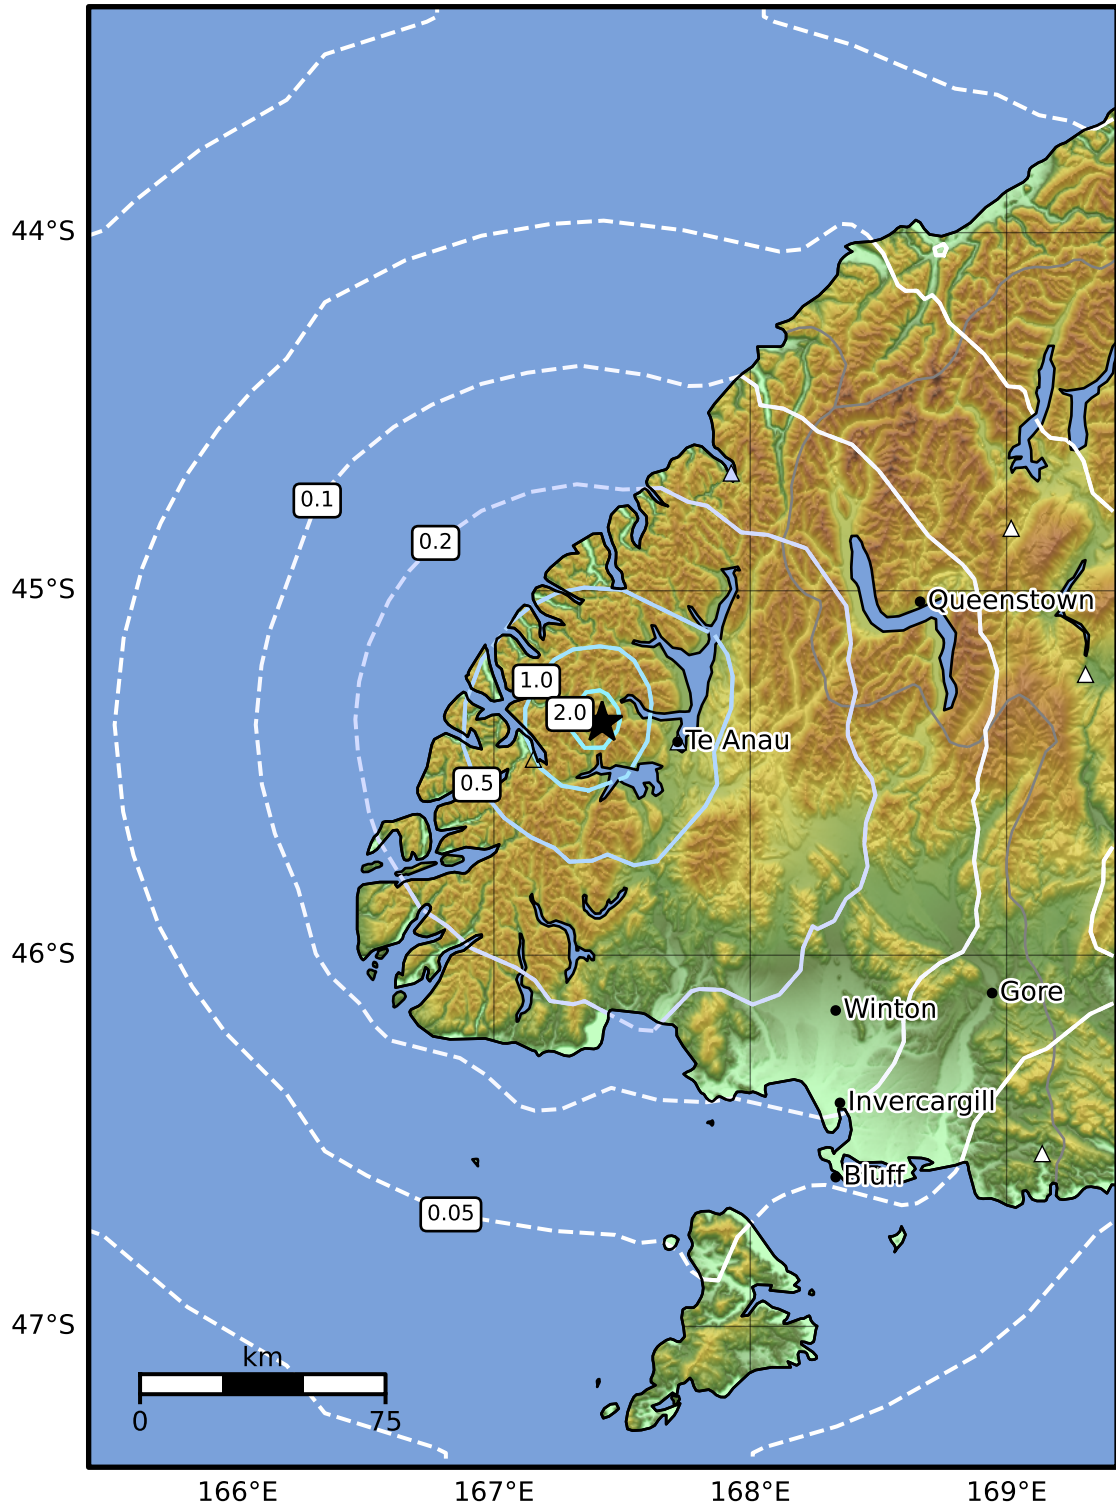 44°S
0.1
0.2
45°S
Queenstown
1.0
2.0
Te Anau
0.5
46°S
Gore
Winton
Invercargill
Bluff
0.05
47°S
km
0 75
166°E 167°E 168°E 169°E